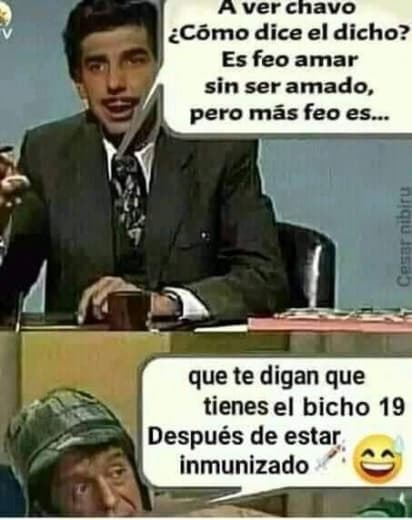 A ver chavo
¿Cómo dice el dicho?
Es feo amar
sin ser amado,
pero más feo es...
TV
Cesar nibiru
que te digan que
tienes el bicho 19
Después de estar
inmunizado